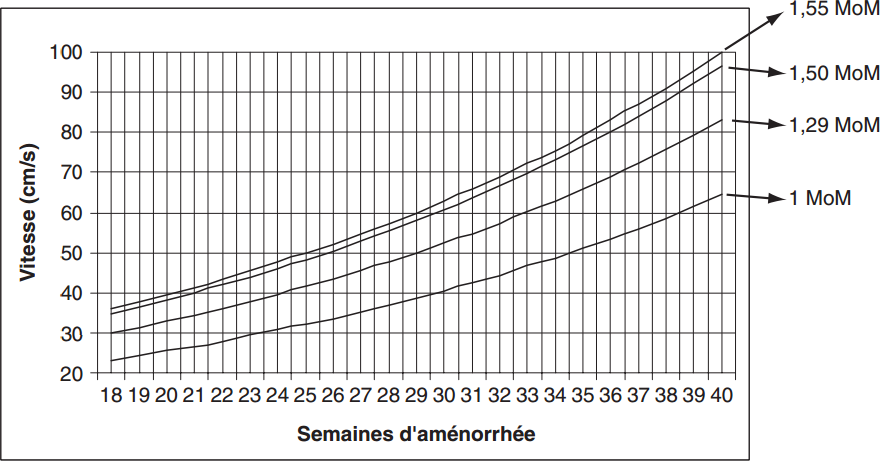 1,55 MoM
100
1,50 MoM
90
1,29 MoM
80
70
1 MoM
60
50
40
30
20
Vitesse (cm/s)
18 19 20 21 22 23 24 25 26 27 28 29 30 31 32 33 34 35 36 37 38 39 40
Semaines d'aménorrhée